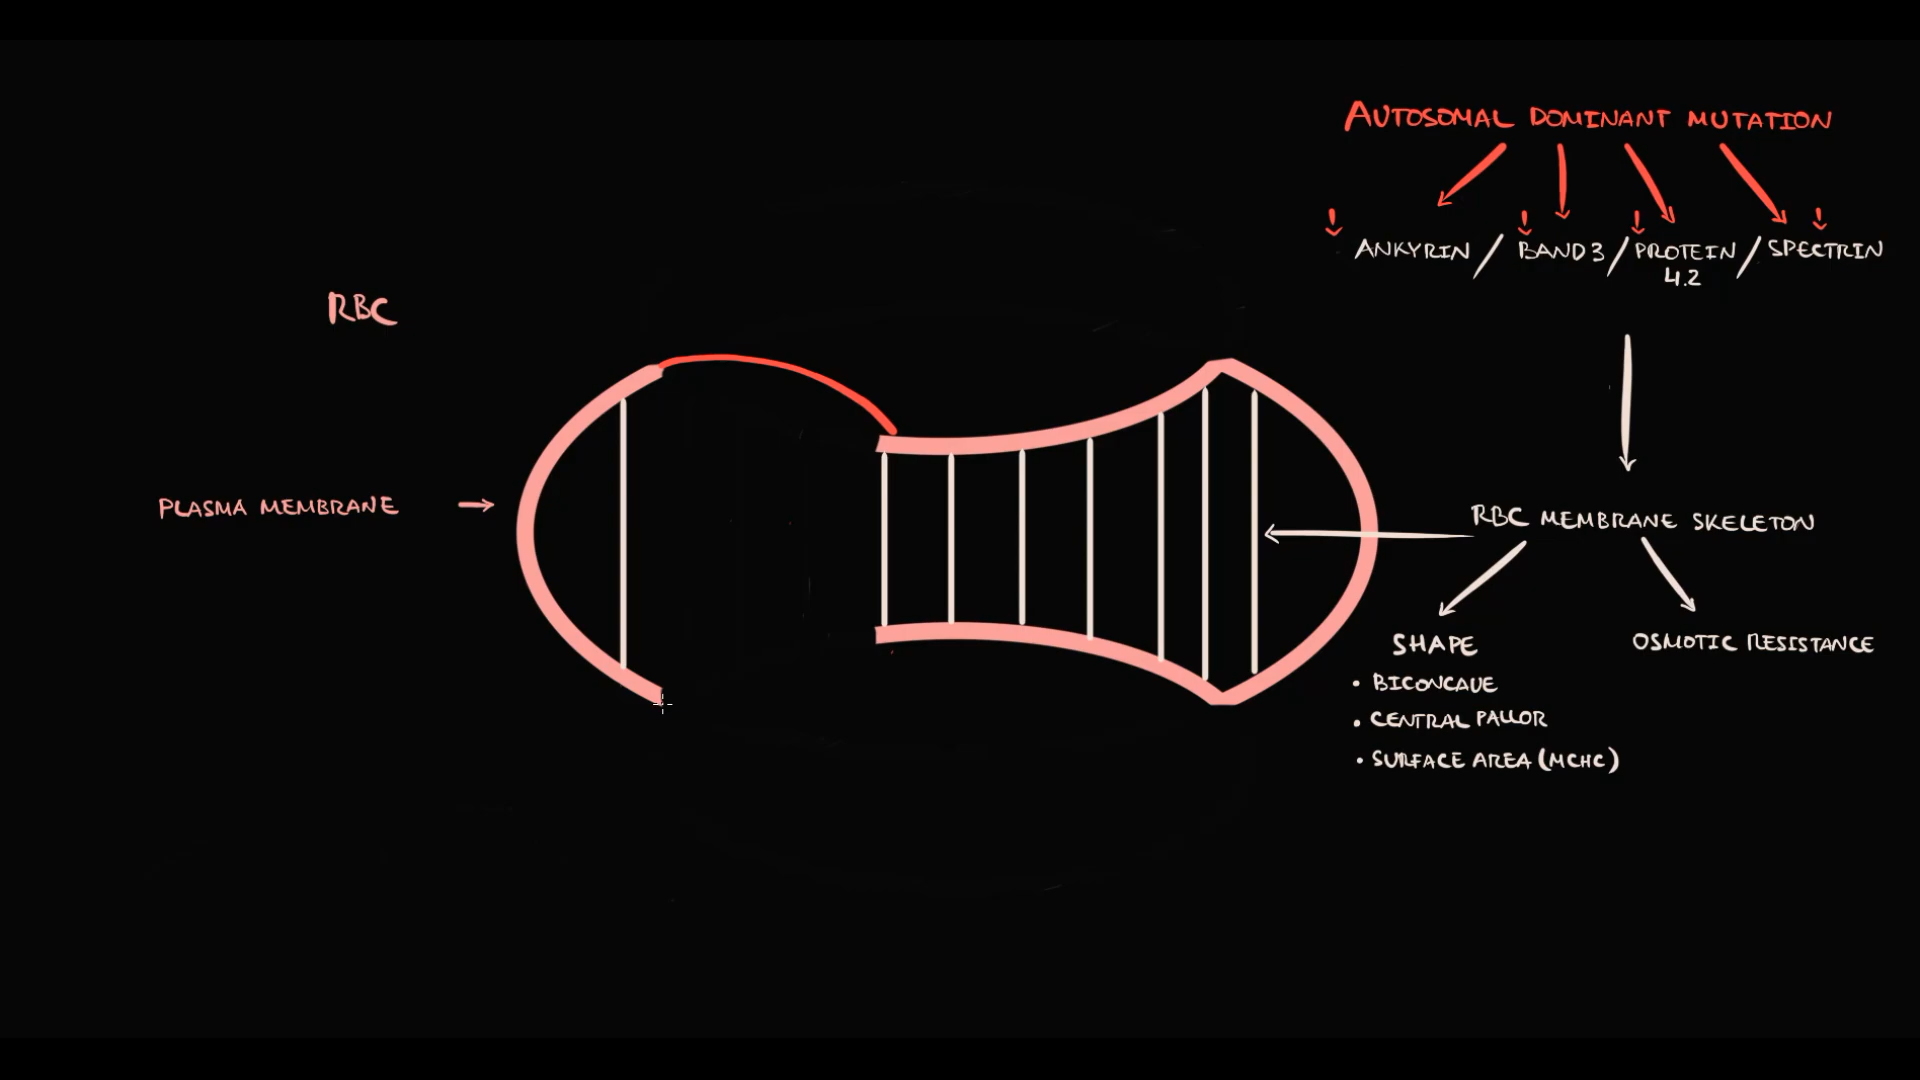 AUTOSOMAL DOMINANT MUTATION
ANKYRIN / BAND 3 / PROTEIN 4.2 / SPECTRIN
RBC
PLASMA MEMBRANE
RBC MEMBRANE SKELETON
SHAPE
• BICONCAVE
• CENTRAL PALLOR
• SURFACE AREA (MCHC)
OSMOTIC RESISTANCE